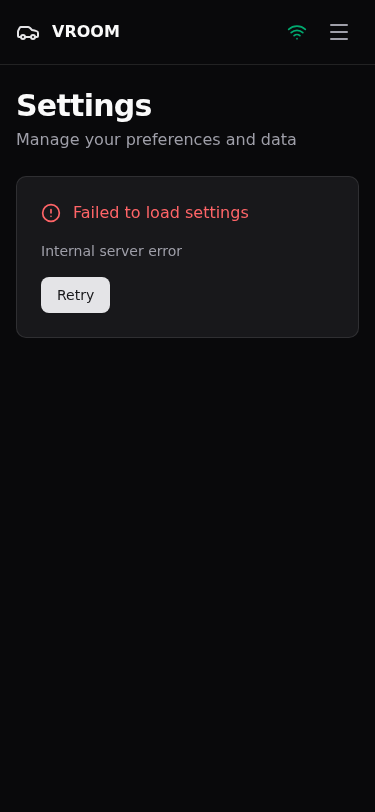 VROOM
Settings
Manage your preferences and data
Failed to load settings
Internal server error
Retry